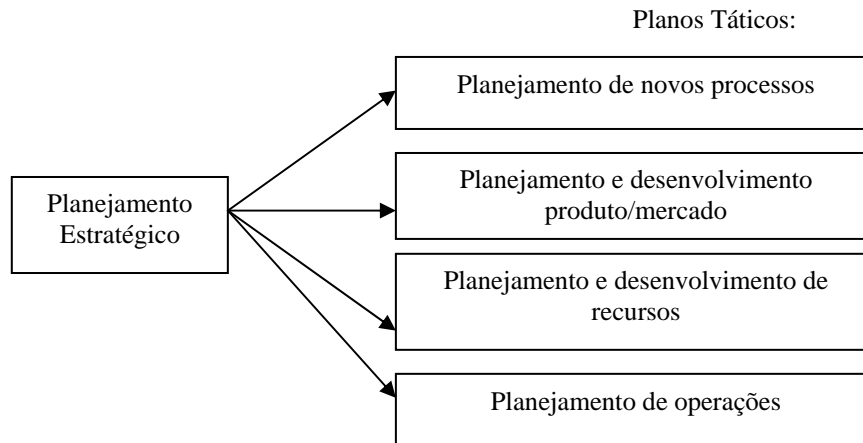 Planos Táticos:
Planejamento de novos processos
Planejamento
Estratégico
Planejamento e desenvolvimento
produto/mercado
Planejamento e desenvolvimento de
recursos
Planejamento de operações